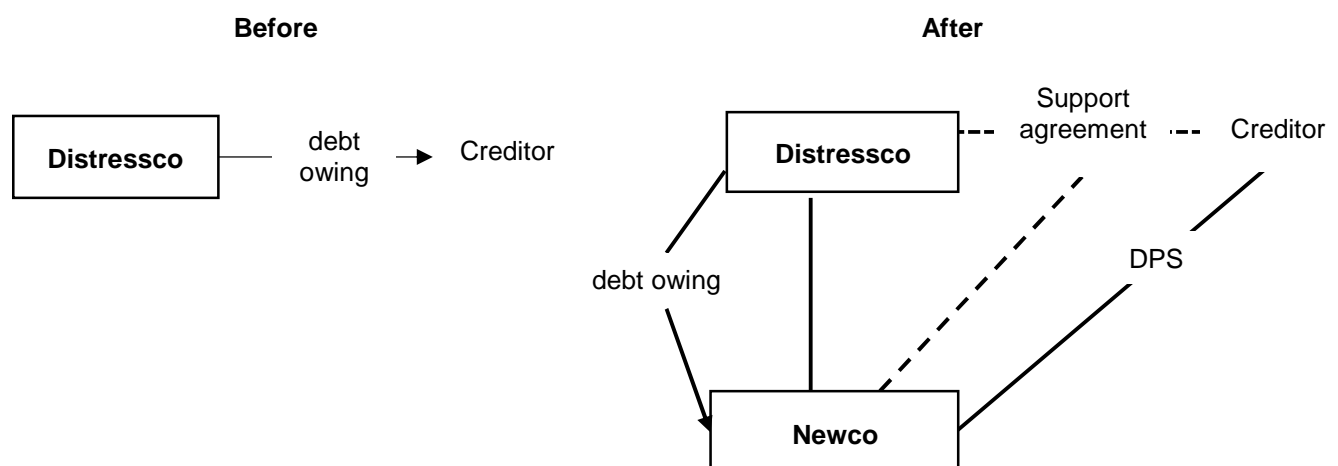 Before
Distressco
debt
owing
Creditor
After
Distressco
Support
agreement
Creditor
debt owing
DPS
Newco